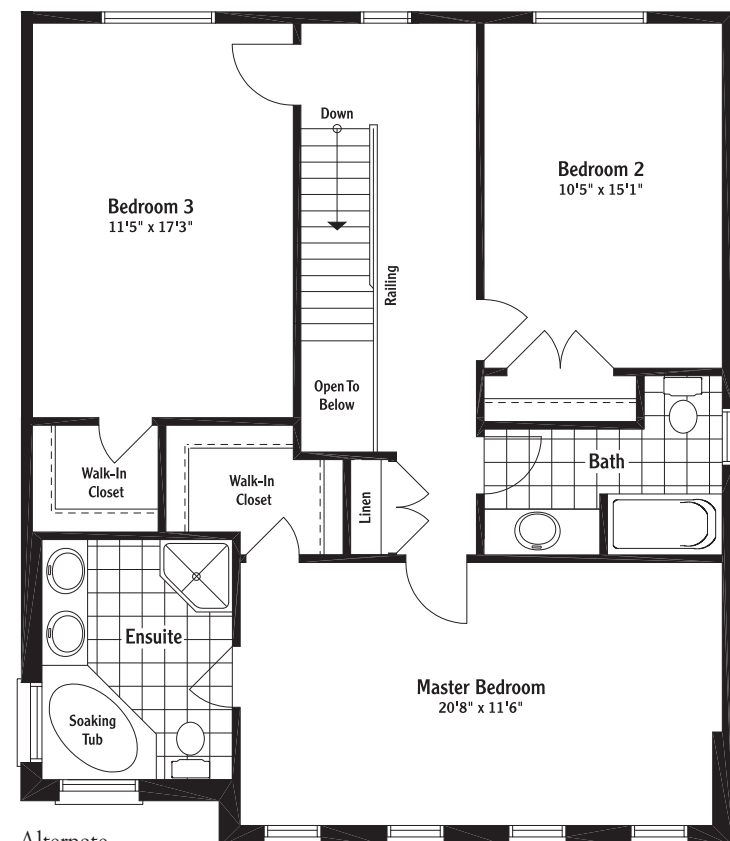 Down
Bedroom 3
11'5" x 17'3"
Bedroom 2
10'5" x 15'1"
Railing
Open To
Below
Walk-In
Closet
Walk-In
Closet
Linen
Bath
Ensuite
Soaking
Tub
Master Bedroom
20'8" x 11'6"
Alternate